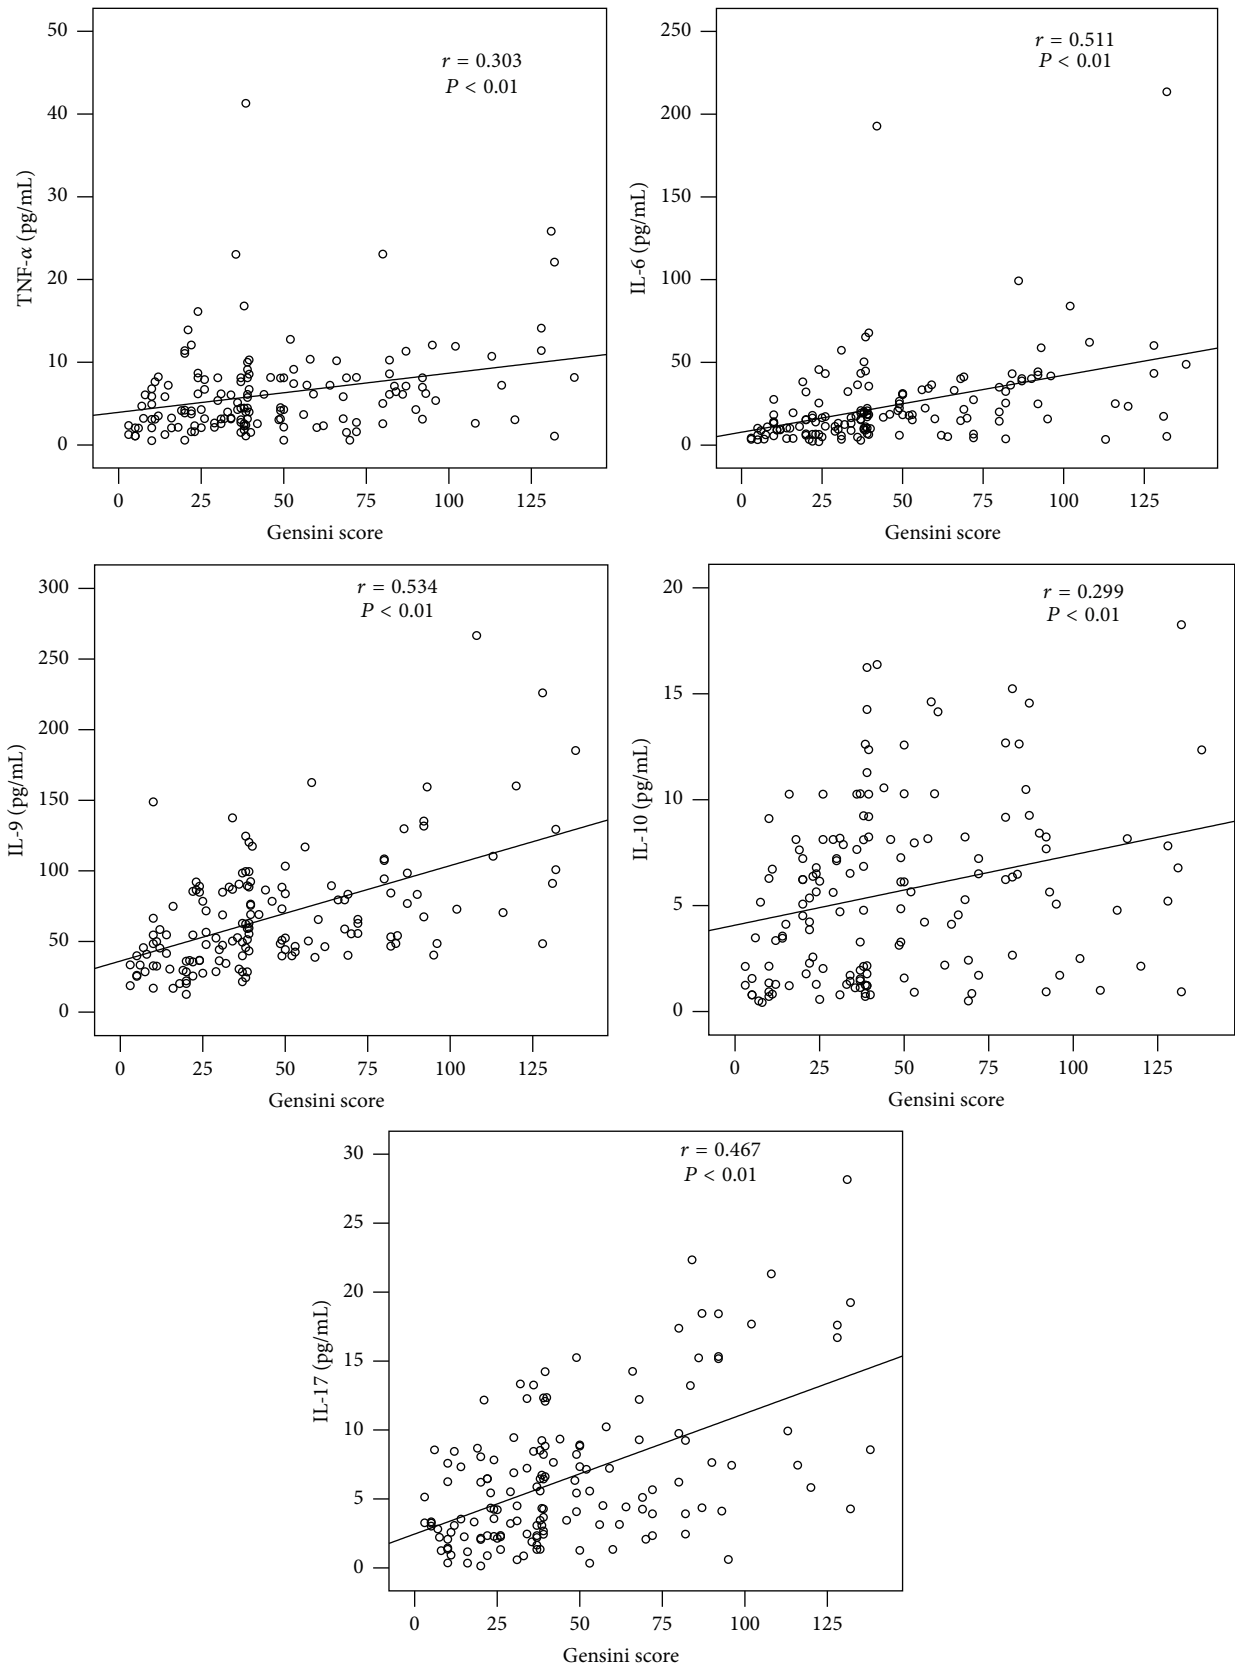 r = 0.303
P < 0.01
50
40
30
20
10
0
TNF-α (pg/mL)
0 25 50 75 100 125
Gensini score
r = 0.511
P < 0.01
250
200
150
100
50
0
IL-6 (pg/mL)
0 25 50 75 100 125
Gensini score
r = 0.534
P < 0.01
300
250
200
150
100
50
0
IL-9 (pg/mL)
0 25 50 75 100 125
Gensini score
r = 0.299
P < 0.01
20
15
10
5
0
IL-10 (pg/mL)
0 25 50 75 100 125
Gensini score
r = 0.467
P < 0.01
30
25
20
15
10
5
0
IL-17 (pg/mL)
0 25 50 75 100 125
Gensini score